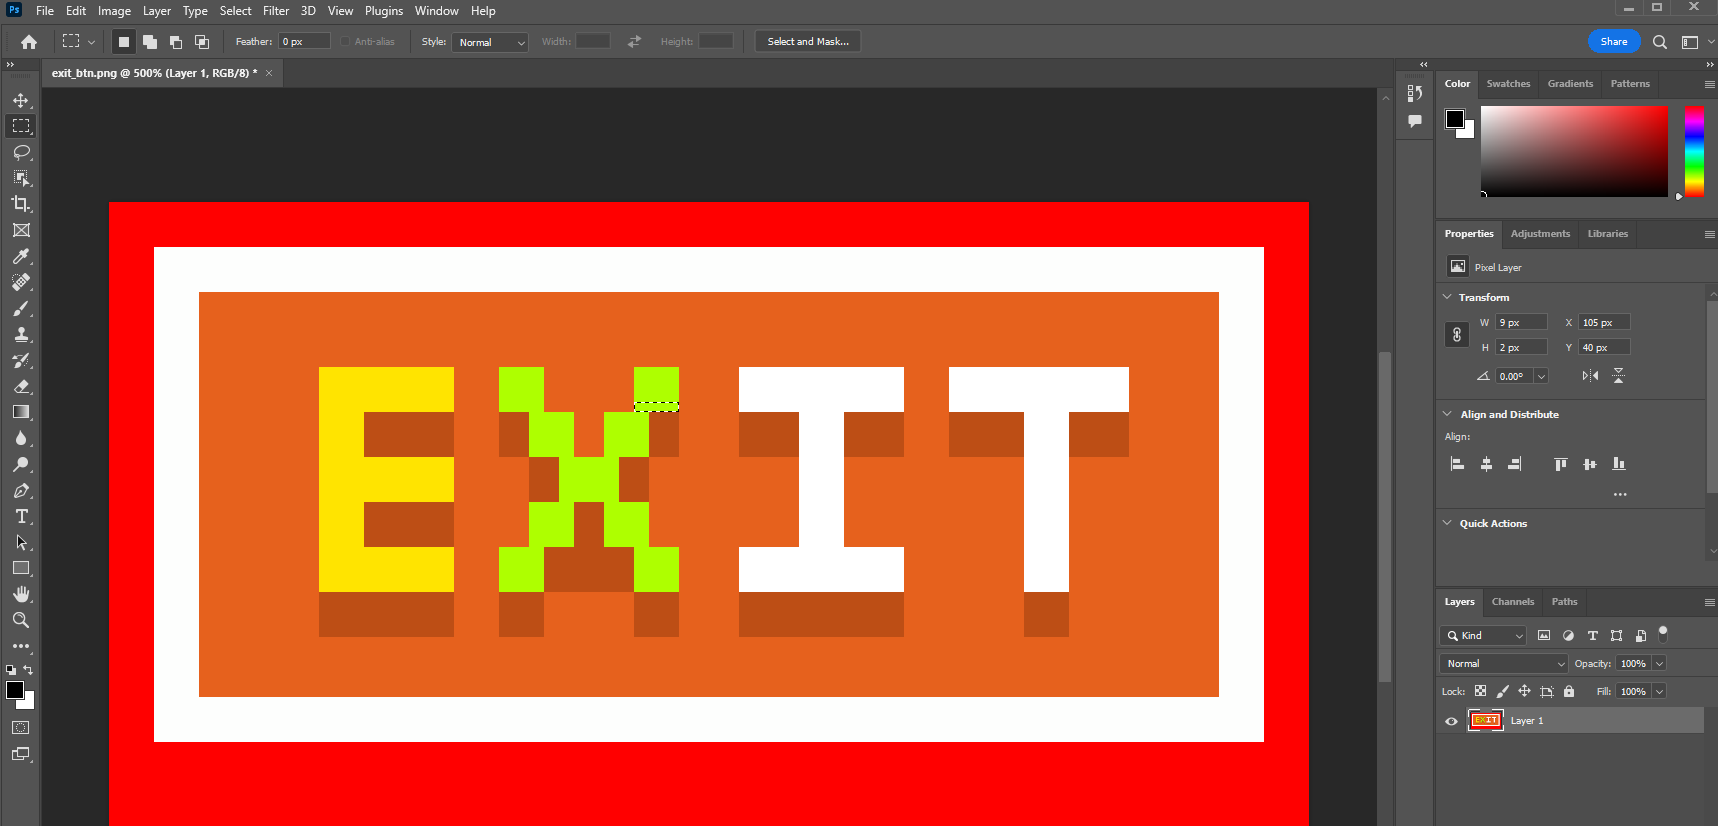 Ps File Edit Image Layer Type Select Filter 3D View Plugins Window Help
Feather: 0 px Anti-alias Style: Normal Width: Height: Select and Mask... Share
exit_btn.png @ 500% (Layer 1, RGB/8) *
EXIT
Color Swatches Gradients Patterns
Properties Adjustments Libraries
Pixel Layer
Transform
W 9 px X 105 px
H 2 px Y 40 px
0.00°
Align and Distribute
Align:
Quick Actions
Layers Channels Paths
Kind
Normal Opacity: 100%
Lock: Fill: 100%
EXIT Layer 1